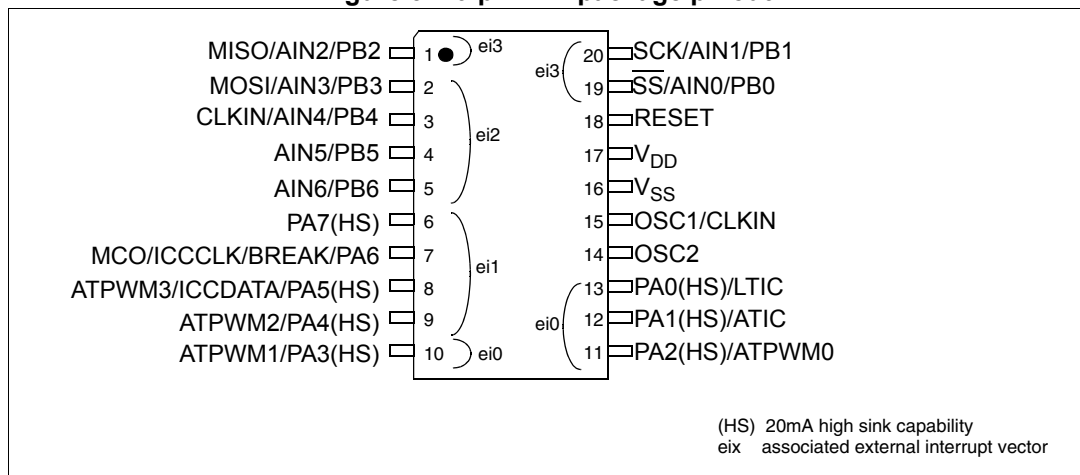 MISO/AIN2/PB2 1 ei3 ei3 20 SCK/AIN1/PB1
MOSI/AIN3/PB3 2 19 SS/AIN0/PB0
CLKIN/AIN4/PB4 3 ei2 18 RESET
AIN5/PB5 4 17 VDD
AIN6/PB6 5 16 VSS
PA7(HS) 6 15 OSC1/CLKIN
MCO/ICCCLK/BREAK/PA6 7 ei1 14 OSC2
ATPWM3/ICCDATA/PA5(HS) 8 13 PA0(HS)/LTIC
ATPWM2/PA4(HS) 9 ei0 12 PA1(HS)/ATIC
ATPWM1/PA3(HS) 10 ei0 11 PA2(HS)/ATPWM0
(HS) 20mA high sink capability
eix associated external interrupt vector